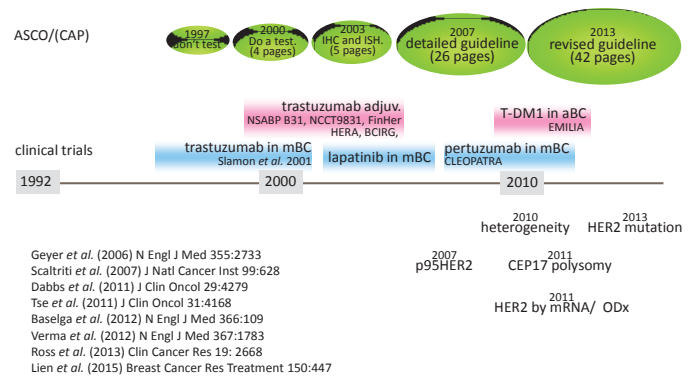 ASCO/(CAP)
1997
don't test
2000
Do a test.
(4 pages)
2003
IHC and ISH.
(5 pages)
2007
detailed guideline
(26 pages)
2013
revised guideline
(42 pages)
trastuzumab adjuv.
NSABP B31, NCCT9831, FinHer
HERA, BCIRG,
T-DM1 in aBC
EMILIA
clinical trials
trastuzumab in mBC
Slamon et al. 2001
lapatinib in mBC
pertuzumab in mBC
CLEOPATRA
1992
2000
2010
2010
heterogeneity
2013
HER2 mutation
2007
p95HER2
2011
CEP17 polysomy
2011
HER2 by mRNA/ ODx
Geyer et al. (2006) N Engl J Med 355:2733
Scaltriti et al. (2007) J Natl Cancer Inst 99:628
Dabbs et al. (2011) J Clin Oncol 29:4279
Tse et al. (2011) J Clin Oncol 31:4168
Baselga et al. (2012) N Engl J Med 366:109
Verma et al. (2012) N Engl J Med 367:1783
Ross et al. (2013) Clin Cancer Res 19: 2668
Lien et al. (2015) Breast Cancer Res Treatment 150:447